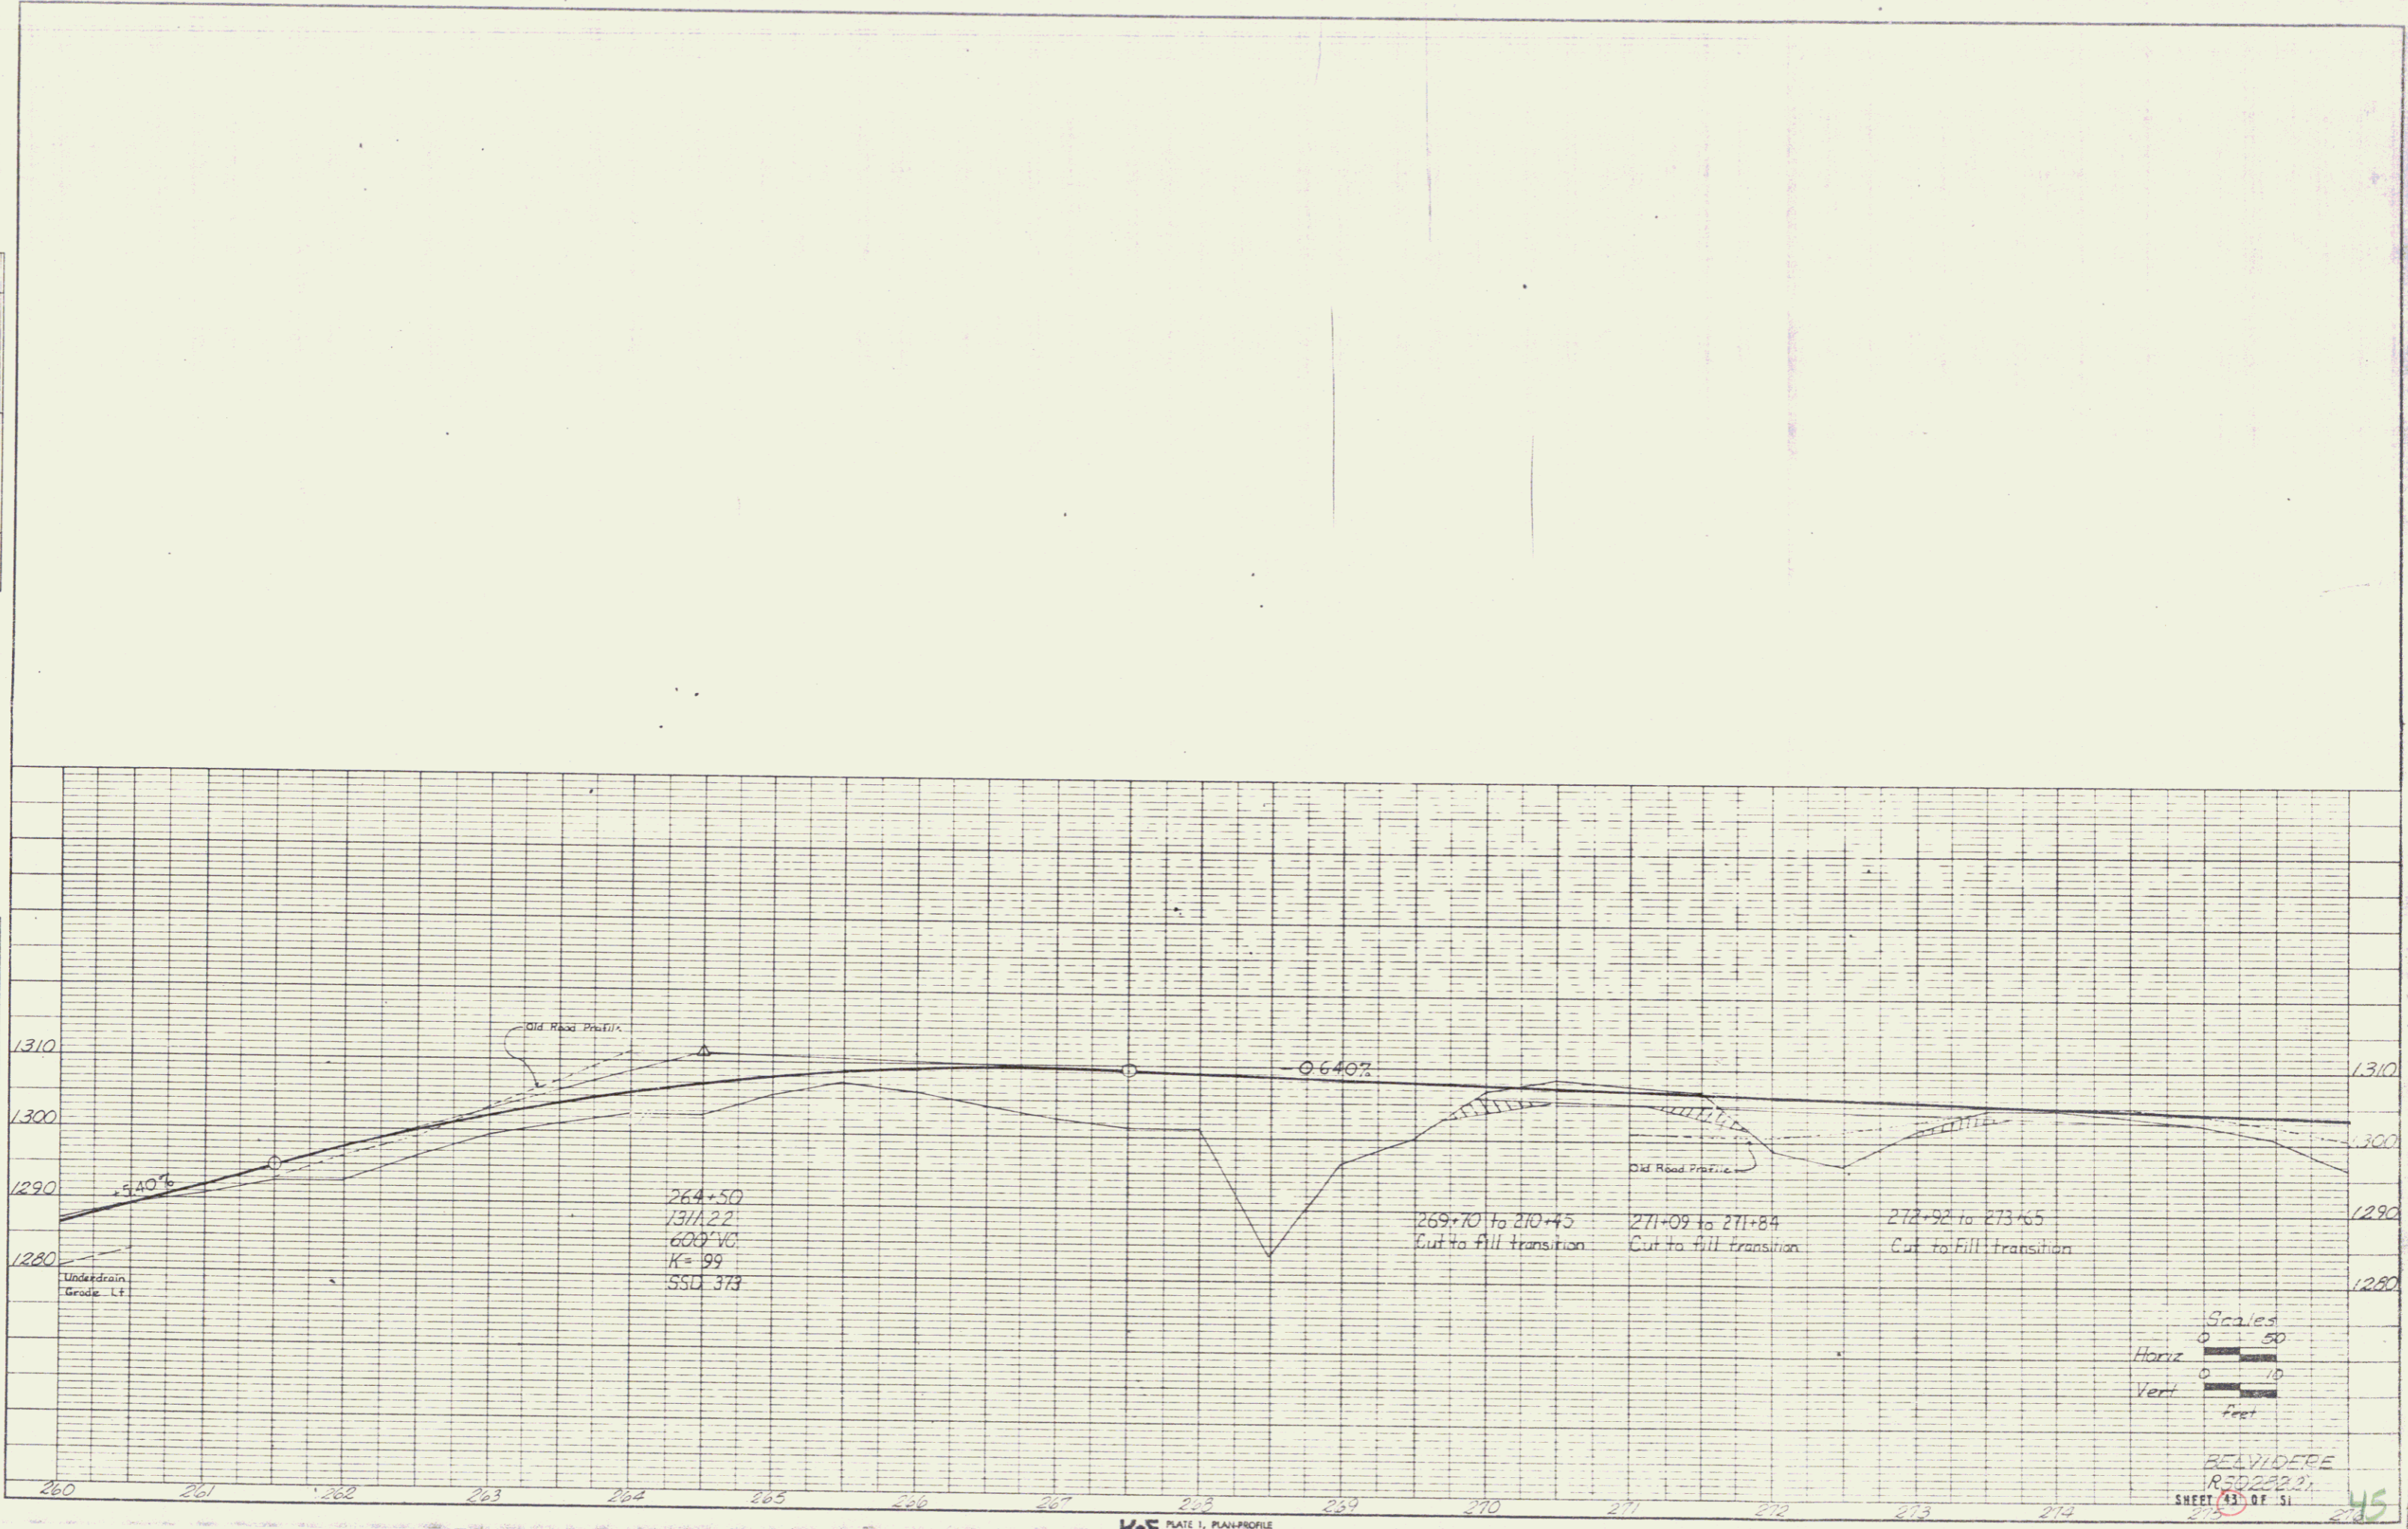 Old Road Profile
1310
1310
-0.640%
1300
1300
+5.40%
Old Road Profile
1290
1290
264+50
1311.22
600' VC
K= 99
SSD 373
269+70 to 270+45
Cut to fill transition
271+09 to 271+84
Cut to fill transition
272+92 to 273+65
Cut to Fill transition
1280
1280
Underdrain
Grade Lt
Scales
0 50
Horiz
0 10
Vert
feet
BELVIDERE
SHEET 43 OF 51
45
260 261 262 263 264 265 266 267 268 269 270 271 272 273 274 275 276
K+E PLATE 1, PLAN-PROFILE